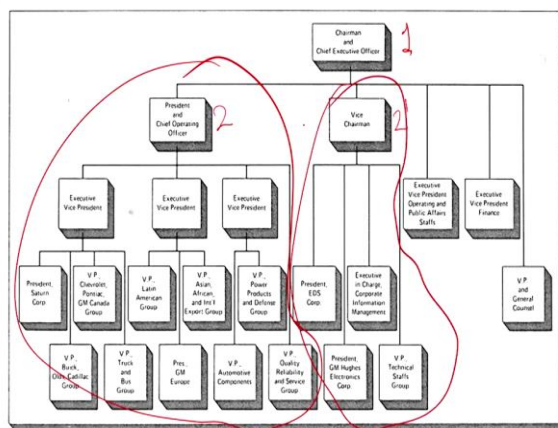 Chairman
and
Chief Executive Officer
1
President
and
Chief Operating
Officer
2
Vice
Chairman
2
Executive
Vice President
Executive
Vice President
Executive
Vice President
Executive
Vice President
Operating and
Public Affairs
Staffs
Executive
Vice President
Finance
President,
Saturn
Corp.
V.P.,
Chevrolet,
Pontiac,
GM Canada
Group
V.P.,
Latin
American
Group
V.P.,
Asian,
African,
and Int'l
Export Group
V.P.,
Power
Products
and Defense
Group
President,
EDS
Corp.
Executive
in Charge,
Corporate
Information
Management
V.P.
and
General
Counsel
V.P.,
Buick,
Olds, Cadillac
Group
V.P.,
Truck
and
Bus Group
Pres.,
GM
Europe
V.P.,
Automotive
Components
V.P.,
Quality
Reliability
and Service
Group
President,
GM Hughes
Electronics
Corp.
V.P.,
Technical
Staffs
Group